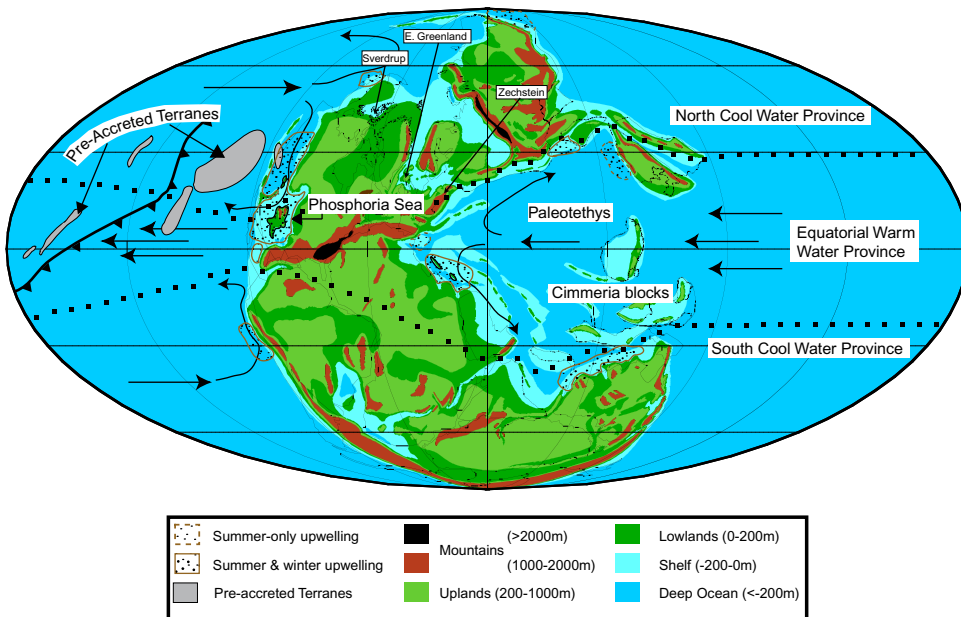 E. Greenland
Sverdrup
Zechstein
Pre-Accreted Terranes
North Cool Water Province
Phosphoria Sea
Paleotethys
Equatorial Warm
Water Province
Cimmeria blocks
South Cool Water Province
Summer-only upwelling
Summer & winter upwelling
Pre-accreted Terranes
Mountains
(>2000m)
(1000-2000m)
Uplands (200-1000m)
Lowlands (0-200m)
Shelf (-200-0m)
Deep Ocean (<-200m)